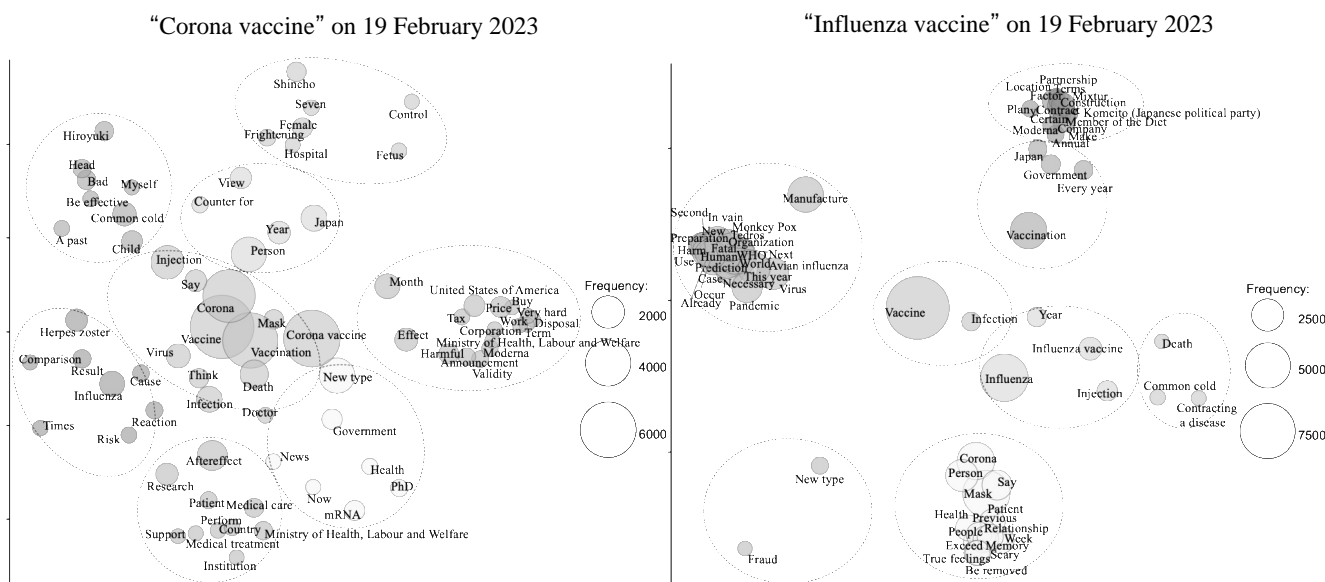 “Corona vaccine” on 19 February 2023
Shincho
Seven
Control
Female
Frightening
Hospital
Fetus
Hiroyuki
Head
Bad
Myself
Be effective
Common cold
A past
Child
View
Counter for
Japan
Year
Person
Injection
Say
Corona
Mask
Vaccine
Corona vaccine
Vaccination
Virus
Think
Death
Infection
Doctor
Month
United States of America
Buy
Price
Very hard
Tax
Work
Disposal
Effect
Corporation
Term
Ministry of Health, Labour and Welfare
Harmful
Moderna
Announcement
Validity
Herpes zoster
Comparison
Result
Cause
Influenza
Reaction
Times
Risk
New type
Government
News
Health
PhD
Now
mRNA
Aftereffect
Research
Patient
Medical care
Perform
Support
Country
Ministry of Health, Labour and Welfare
Medical treatment
Institution
Frequency:
2000
4000
6000
“Influenza vaccine” on 19 February 2023
Partnership
Location
Terms
Factor
Mixtur
Construction
Plany
Contract
Komeito (Japanese political party)
Certain
Member of the Diet
Moderna
Company
Make
Annual
Japan
Government
Every year
Vaccination
Manufacture
Second
In vain
New
Monkey Pox
Tedros
Preparation
Organization
Harm
Fatal
Human
WHO
Next
Use
World
Avian influenza
Prediction
Case
This year
Necessary
Virus
Occur
Already
Pandemic
Vaccine
Infection
Year
Influenza vaccine
Influenza
Injection
Death
Common cold
Contracting
a disease
New type
Fraud
Corona
Person
Say
Mask
Patient
Health
Previous
People
Relationship
Week
Exceed
Memory
True feelings
Scary
Be removed
Frequency:
2500
5000
7500